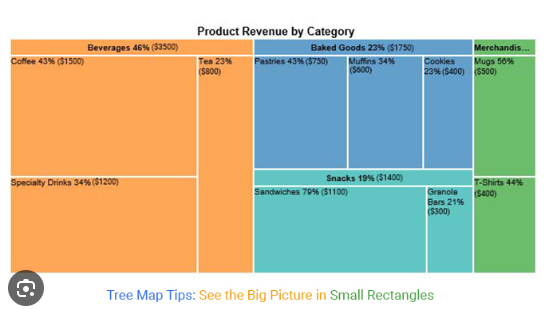 Product Revenue by Category
Beverages 46% ($3500)
Coffee 43% ($1500)
Tea 23%
($800)
Specialty Drinks 34% ($1200)
Baked Goods 23% ($1750)
Pastries 43% ($750)
Muffins 34%
($600)
Cookies
23% ($400)
Snacks 19% ($1400)
Sandwiches 79% ($1100)
Granola
Bars 21%
($300)
Merchandis...
Mugs 56%
($500)
T-Shirts 44%
($400)
Tree Map Tips: See the Big Picture in Small Rectangles